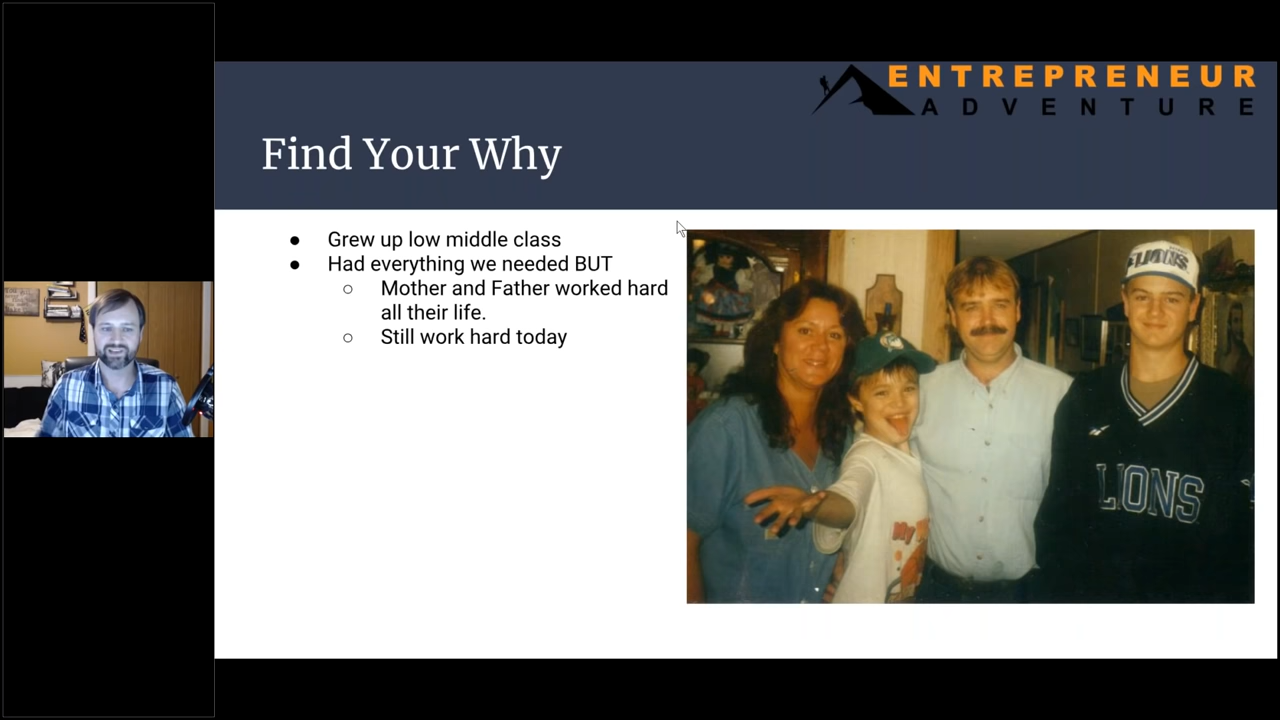 ENTREPRENEUR
ADVENTURE
Find Your Why
● Grew up low middle class
● Had everything we needed BUT
○ Mother and Father worked hard
all their life.
○ Still work hard today
LIONS
LIONS